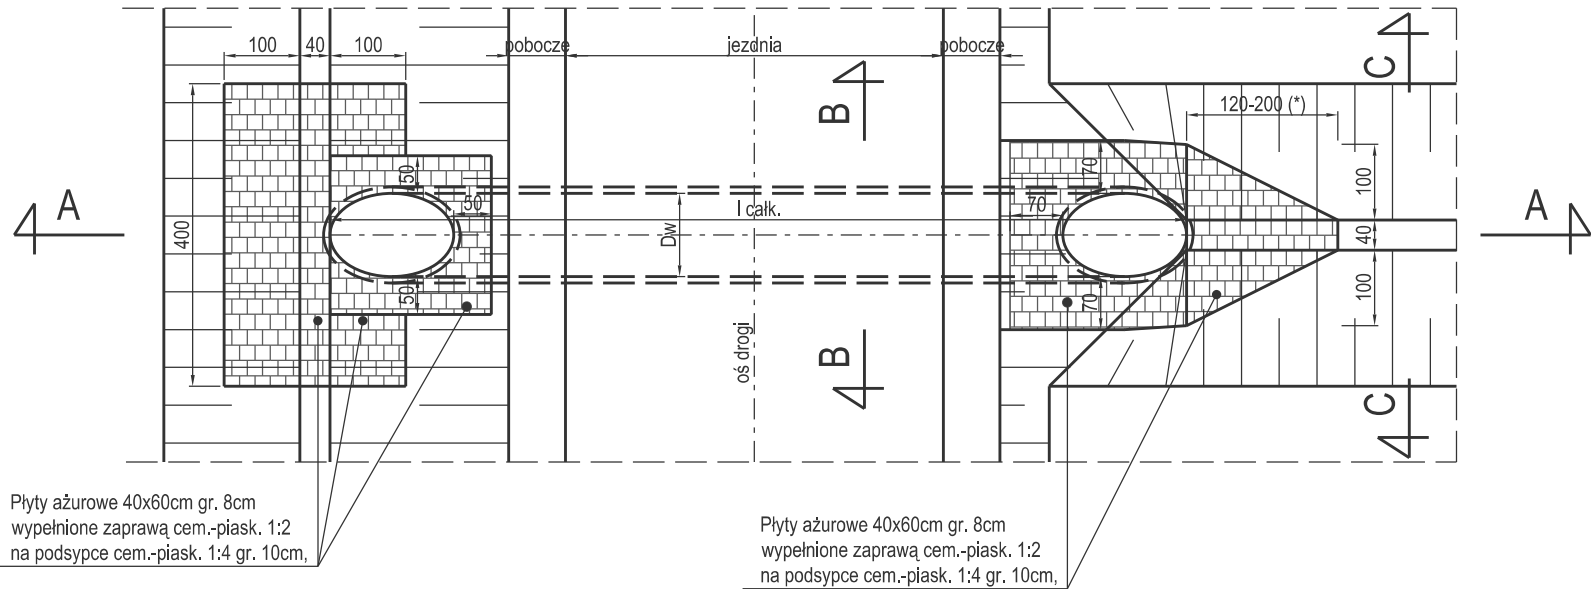 100
40
100
pobocze
jezdnia
pobocze
C
B
120-200 (*)
50
70
100
A
400
50
l całk.
70
A
Dw
40
50
70
100
oś drogi
B
C
Płyty ażurowe 40x60cm gr. 8cm
wypełnione zaprawą cem.-piask. 1:2
na podsypce cem.-piask. 1:4 gr. 10cm,
Płyty ażurowe 40x60cm gr. 8cm
wypełnione zaprawą cem.-piask. 1:2
na podsypce cem.-piask. 1:4 gr. 10cm,